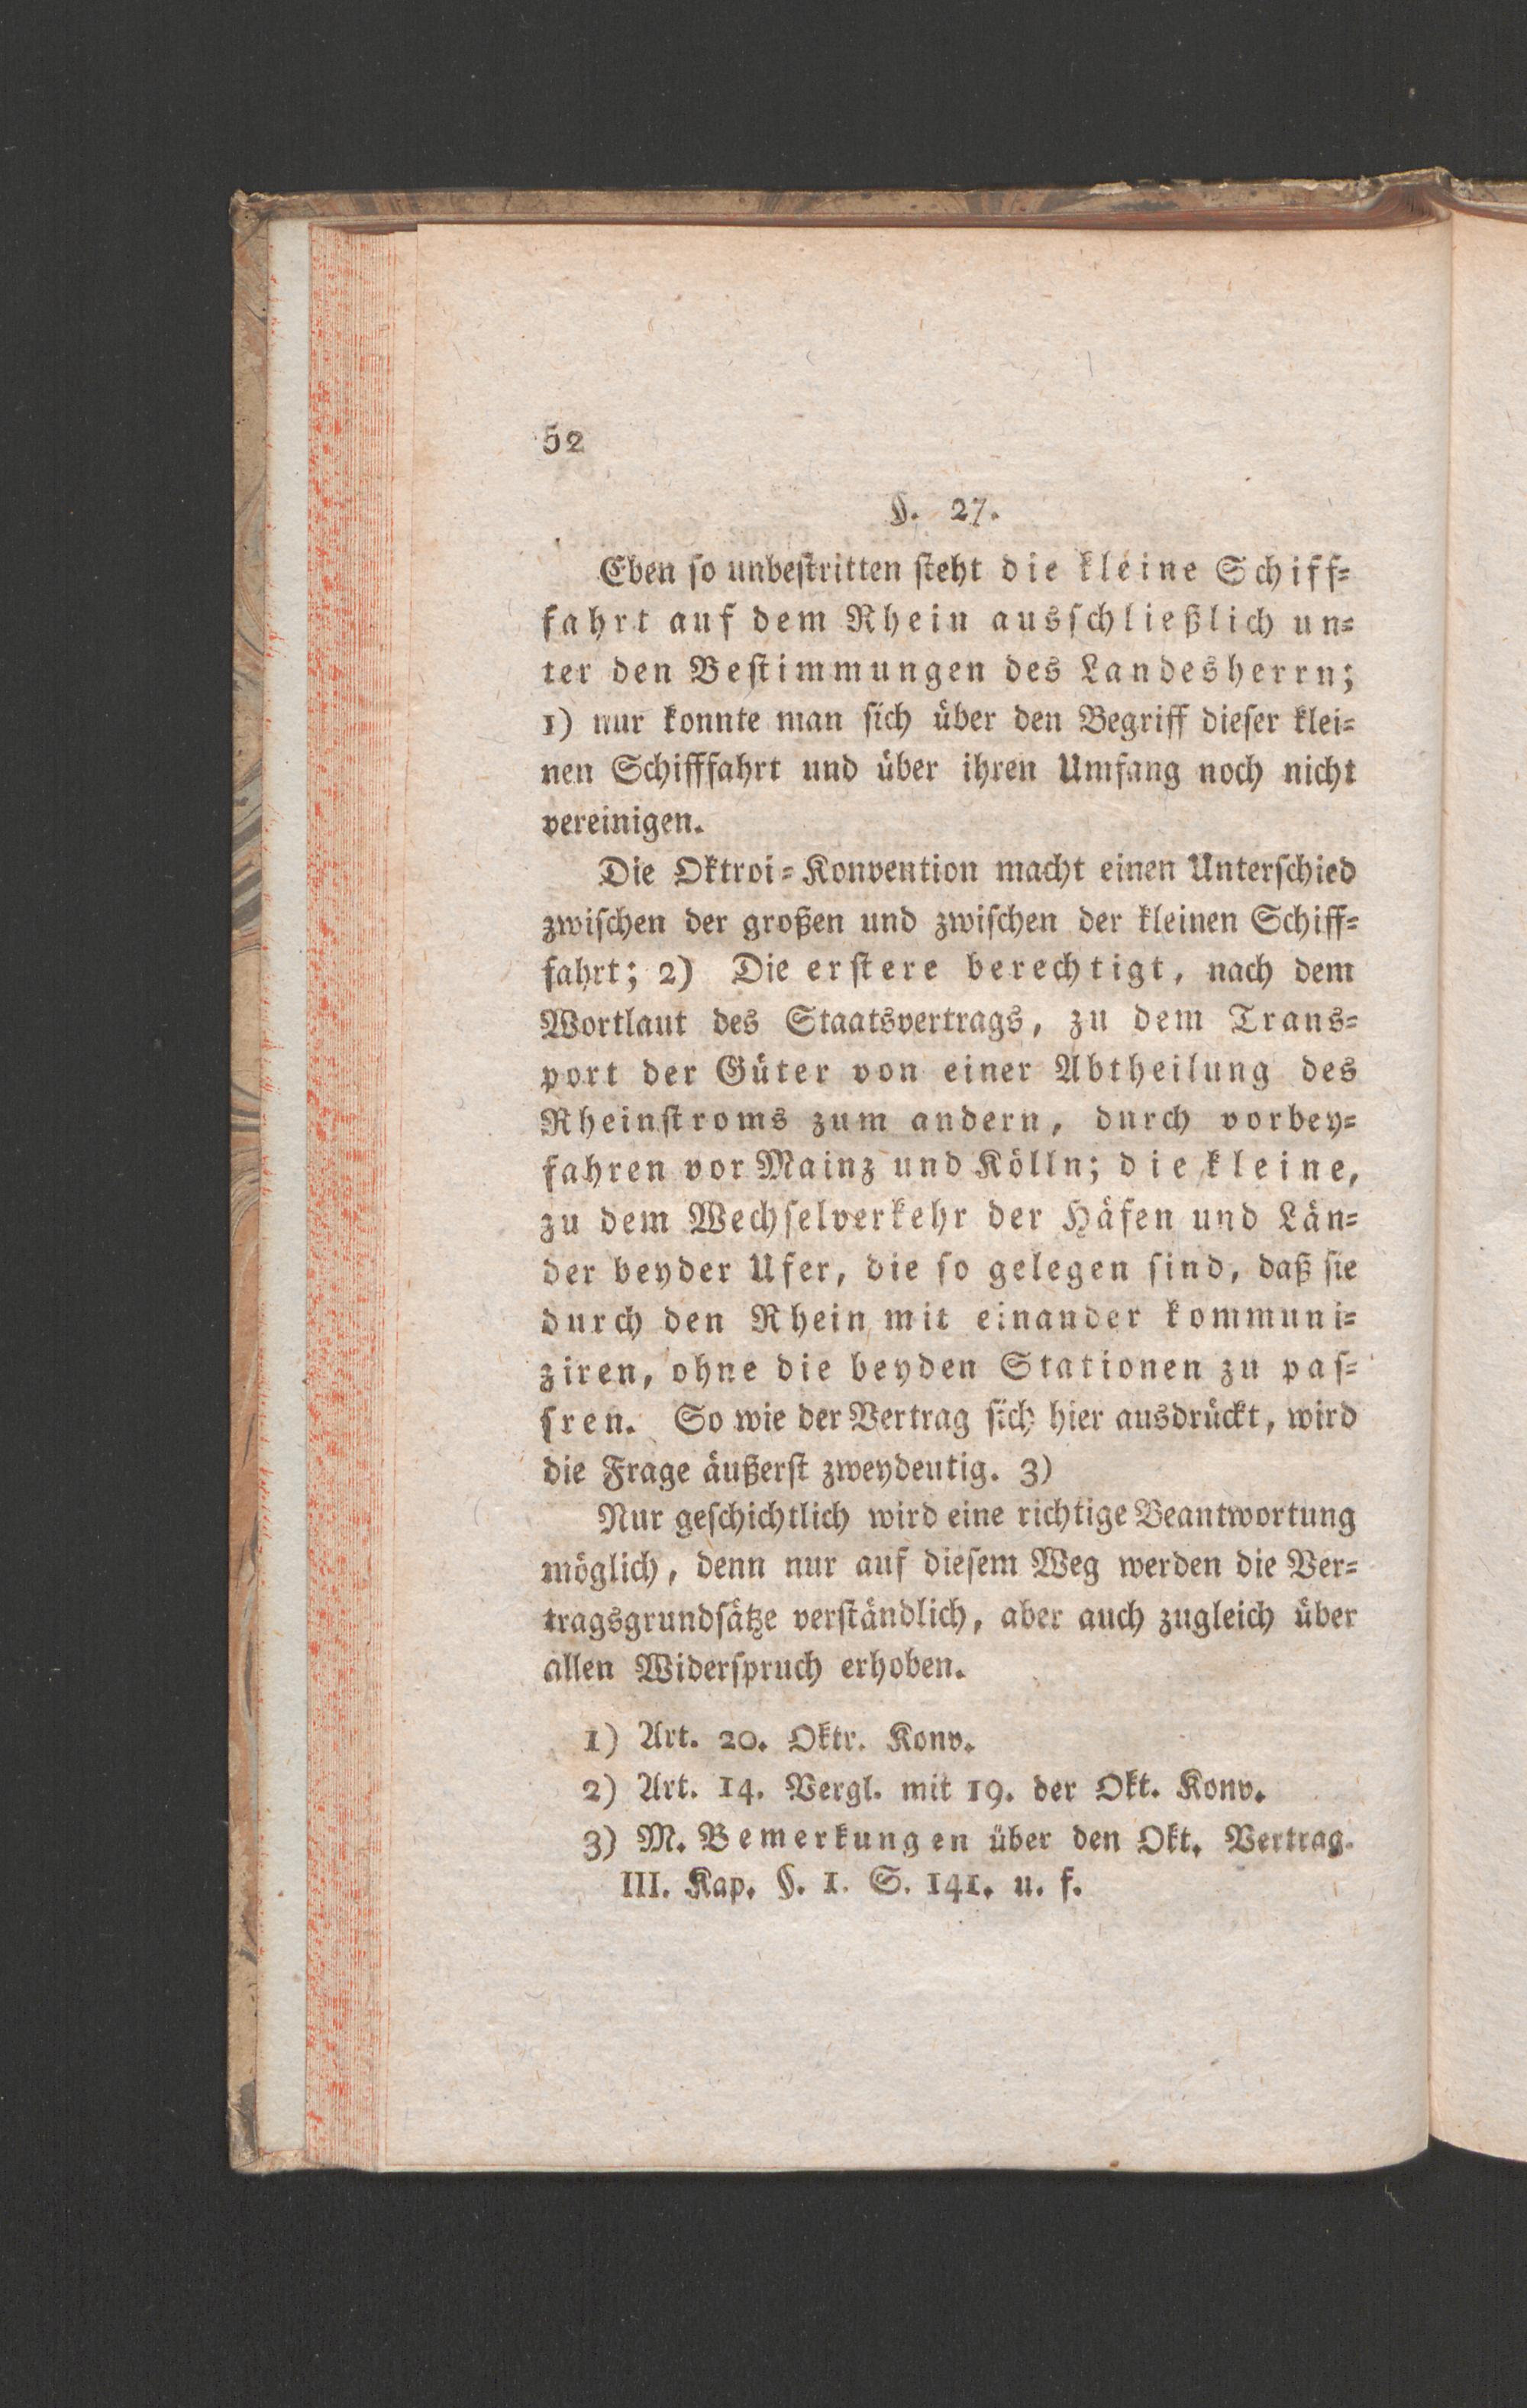 52
§. 27.
Eben so unbestritten steht die kleine Schiff=
fahrt auf dem Rhein ausschließlich un=
ter den Bestimmungen des Landesherrn;
1) nur konnte man sich über den Begriff dieser klei=
nen Schifffahrt und über ihren Umfang noch nicht
vereinigen.
Die Oktroi=Konvention macht einen Unterschied
zwischen der großen und zwischen der kleinen Schiff=
fahrt; 2) Die erstere berechtigt, nach dem
Wortlaut des Staatsvertrags, zu dem Trans=
port der Güter von einer Abtheilung des
Rheinstroms zum andern, durch vorbey=
fahren vor Mainz und Kölln; die kleine,
zu dem Wechselverkehr der Häfen und Län=
der beyder Ufer, die so gelegen sind, daß sie
durch den Rhein mit einander kommuni=
ziren, ohne die beyden Stationen zu pas=
sren. So wie der Vertrag sich hier ausdrückt, wird
die Frage äußerst zweydeutig. 3)
Nur geschichtlich wird eine richtige Beantwortung
möglich, denn nur auf diesem Weg werden die Ver=
tragsgrundsätze verständlich, aber auch zugleich über
allen Widerspruch erhoben.
1) Art. 20. Oktr. Konv.
2) Art. 14. Vergl. mit 19. der Okt. Konv.
3) M. Bemerkungen über den Okt. Vertrag.
III. Kap. §. 1. S. 141. u. f.